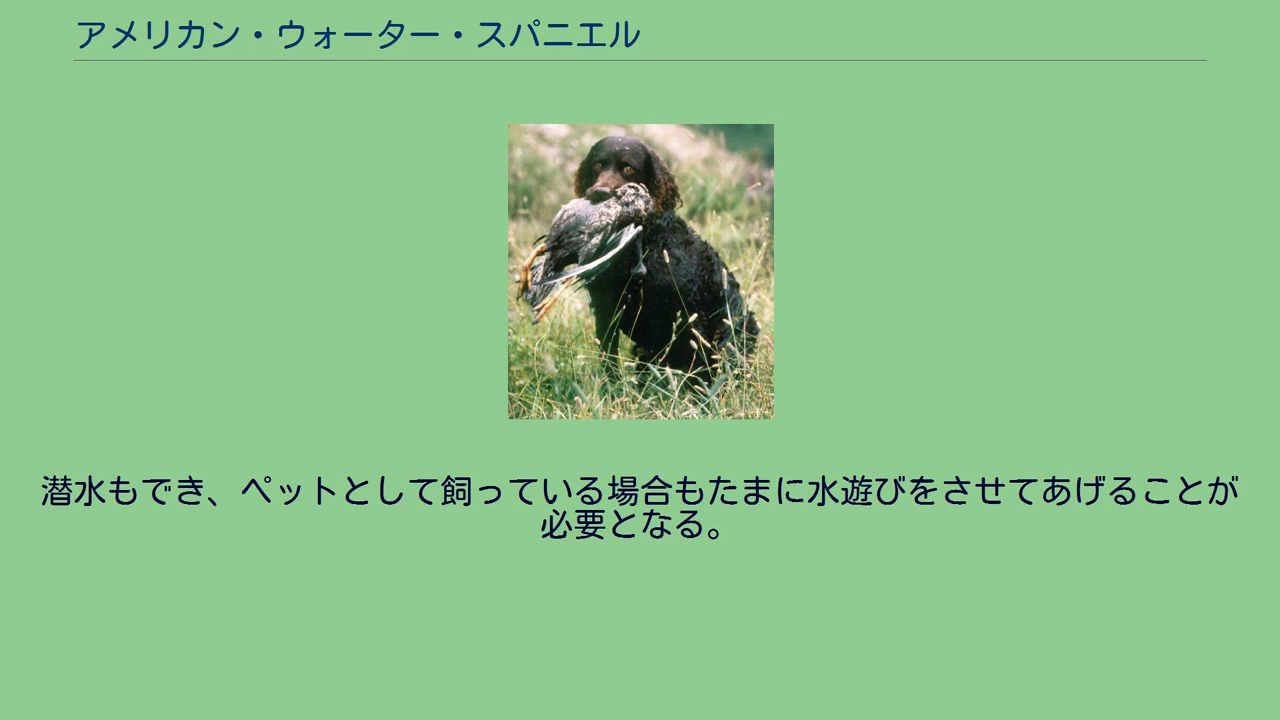 アメリカン・ウォーター・スパニエル
潜水もでき、ペットとして飼っている場合もたまに水遊びをさせてあげることが
必要となる。